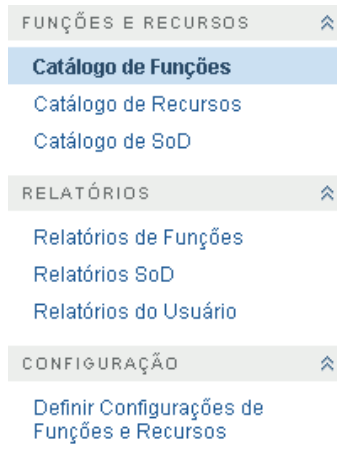 FUNÇÕES E RECURSOS
Catálogo de Funções
Catálogo de Recursos
Catálogo de SoD
RELATÓRIOS
Relatórios de Funções
Relatórios SoD
Relatórios do Usuário
CONFIGURAÇÃO
Definir Configurações de
Funções e Recursos